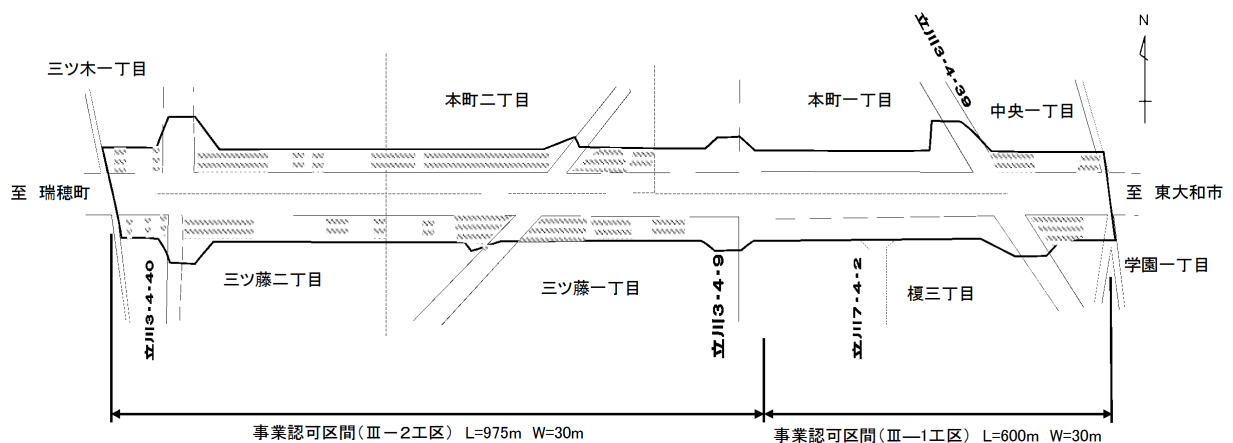 立川3・4・39
N
三ツ木一丁目
本町二丁目
本町一丁目
中央一丁目
至 瑞穂町
至 東大和市
立川3・4・40
三ツ藤二丁目
三ツ藤一丁目
立川3・4・9
立川7・4・2
榎三丁目
学園一丁目
事業認可区間(Ⅲ－2工区) L=975m W=30m
事業認可区間(Ⅲ―1工区) L=600m W=30m